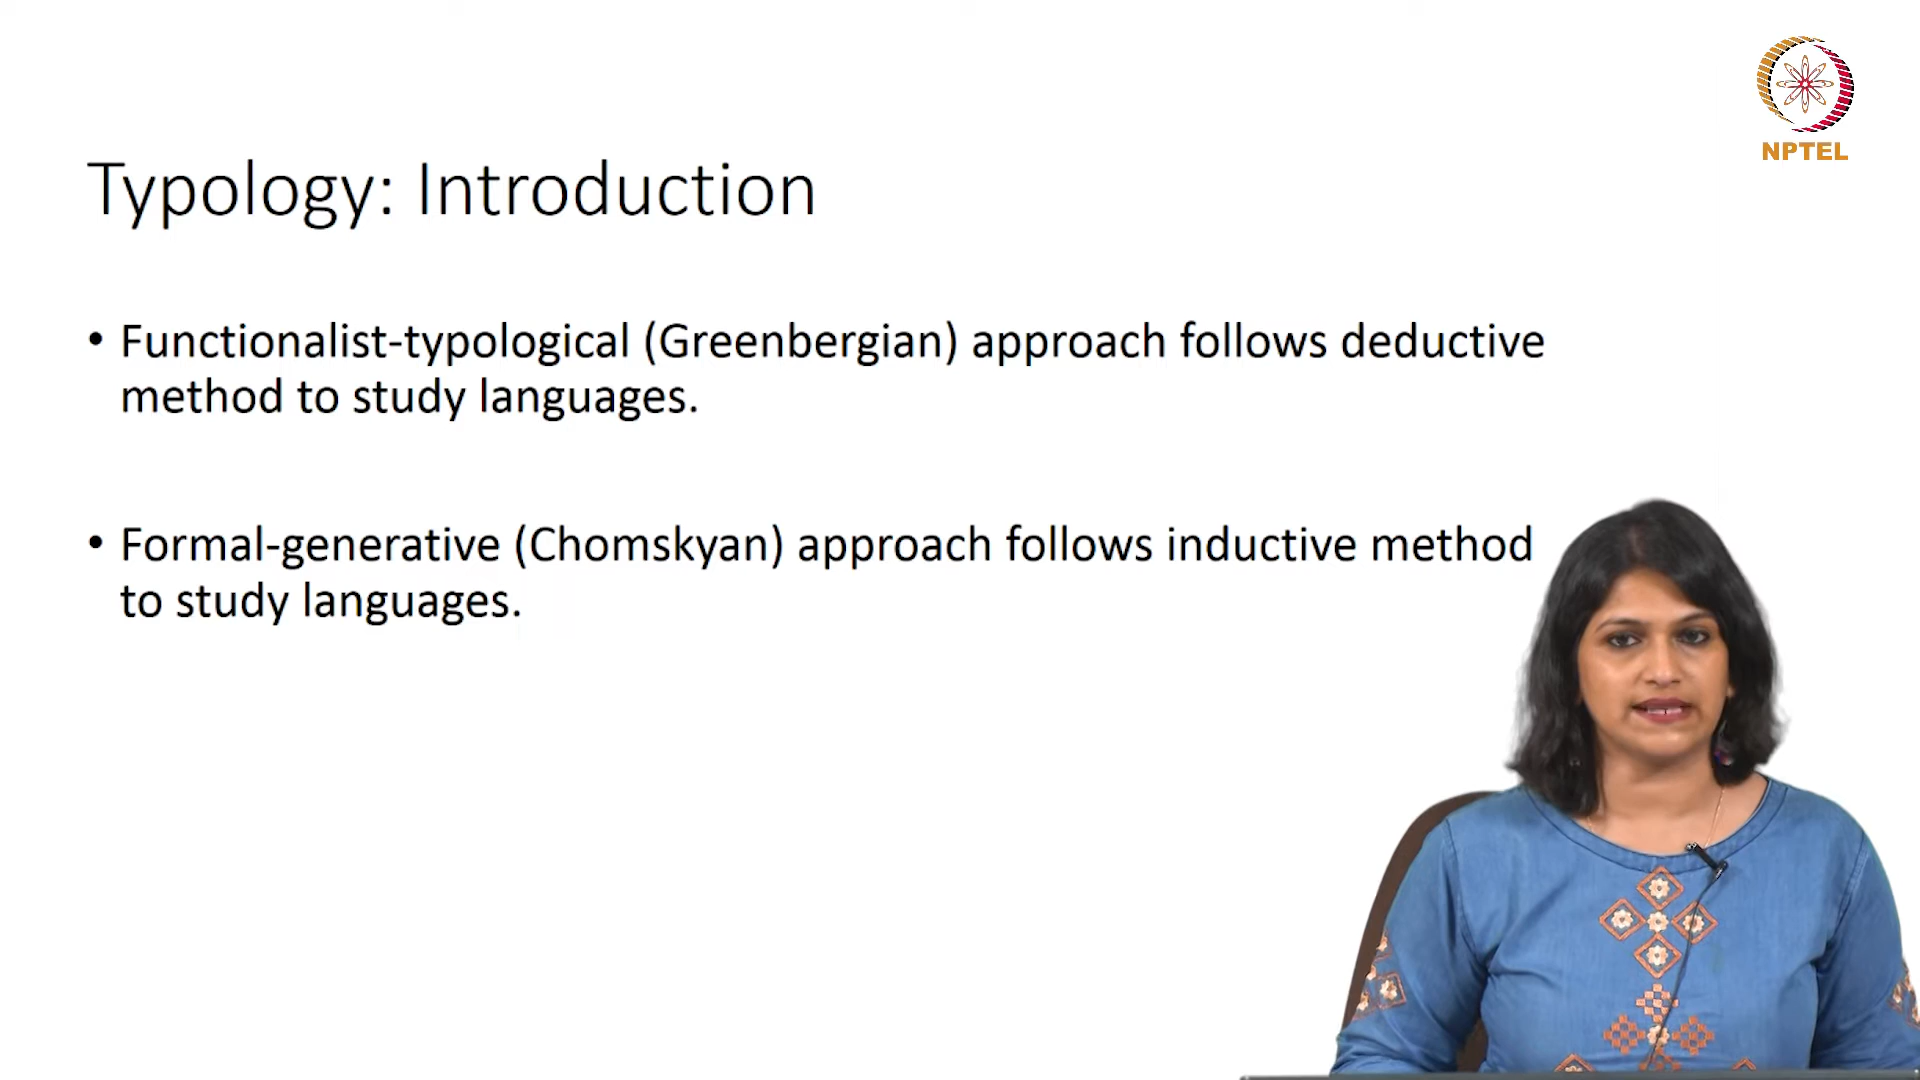 NPTEL
Typology: Introduction
• Functionalist-typological (Greenbergian) approach follows deductive
method to study languages.
• Formal-generative (Chomskyan) approach follows inductive method
to study languages.